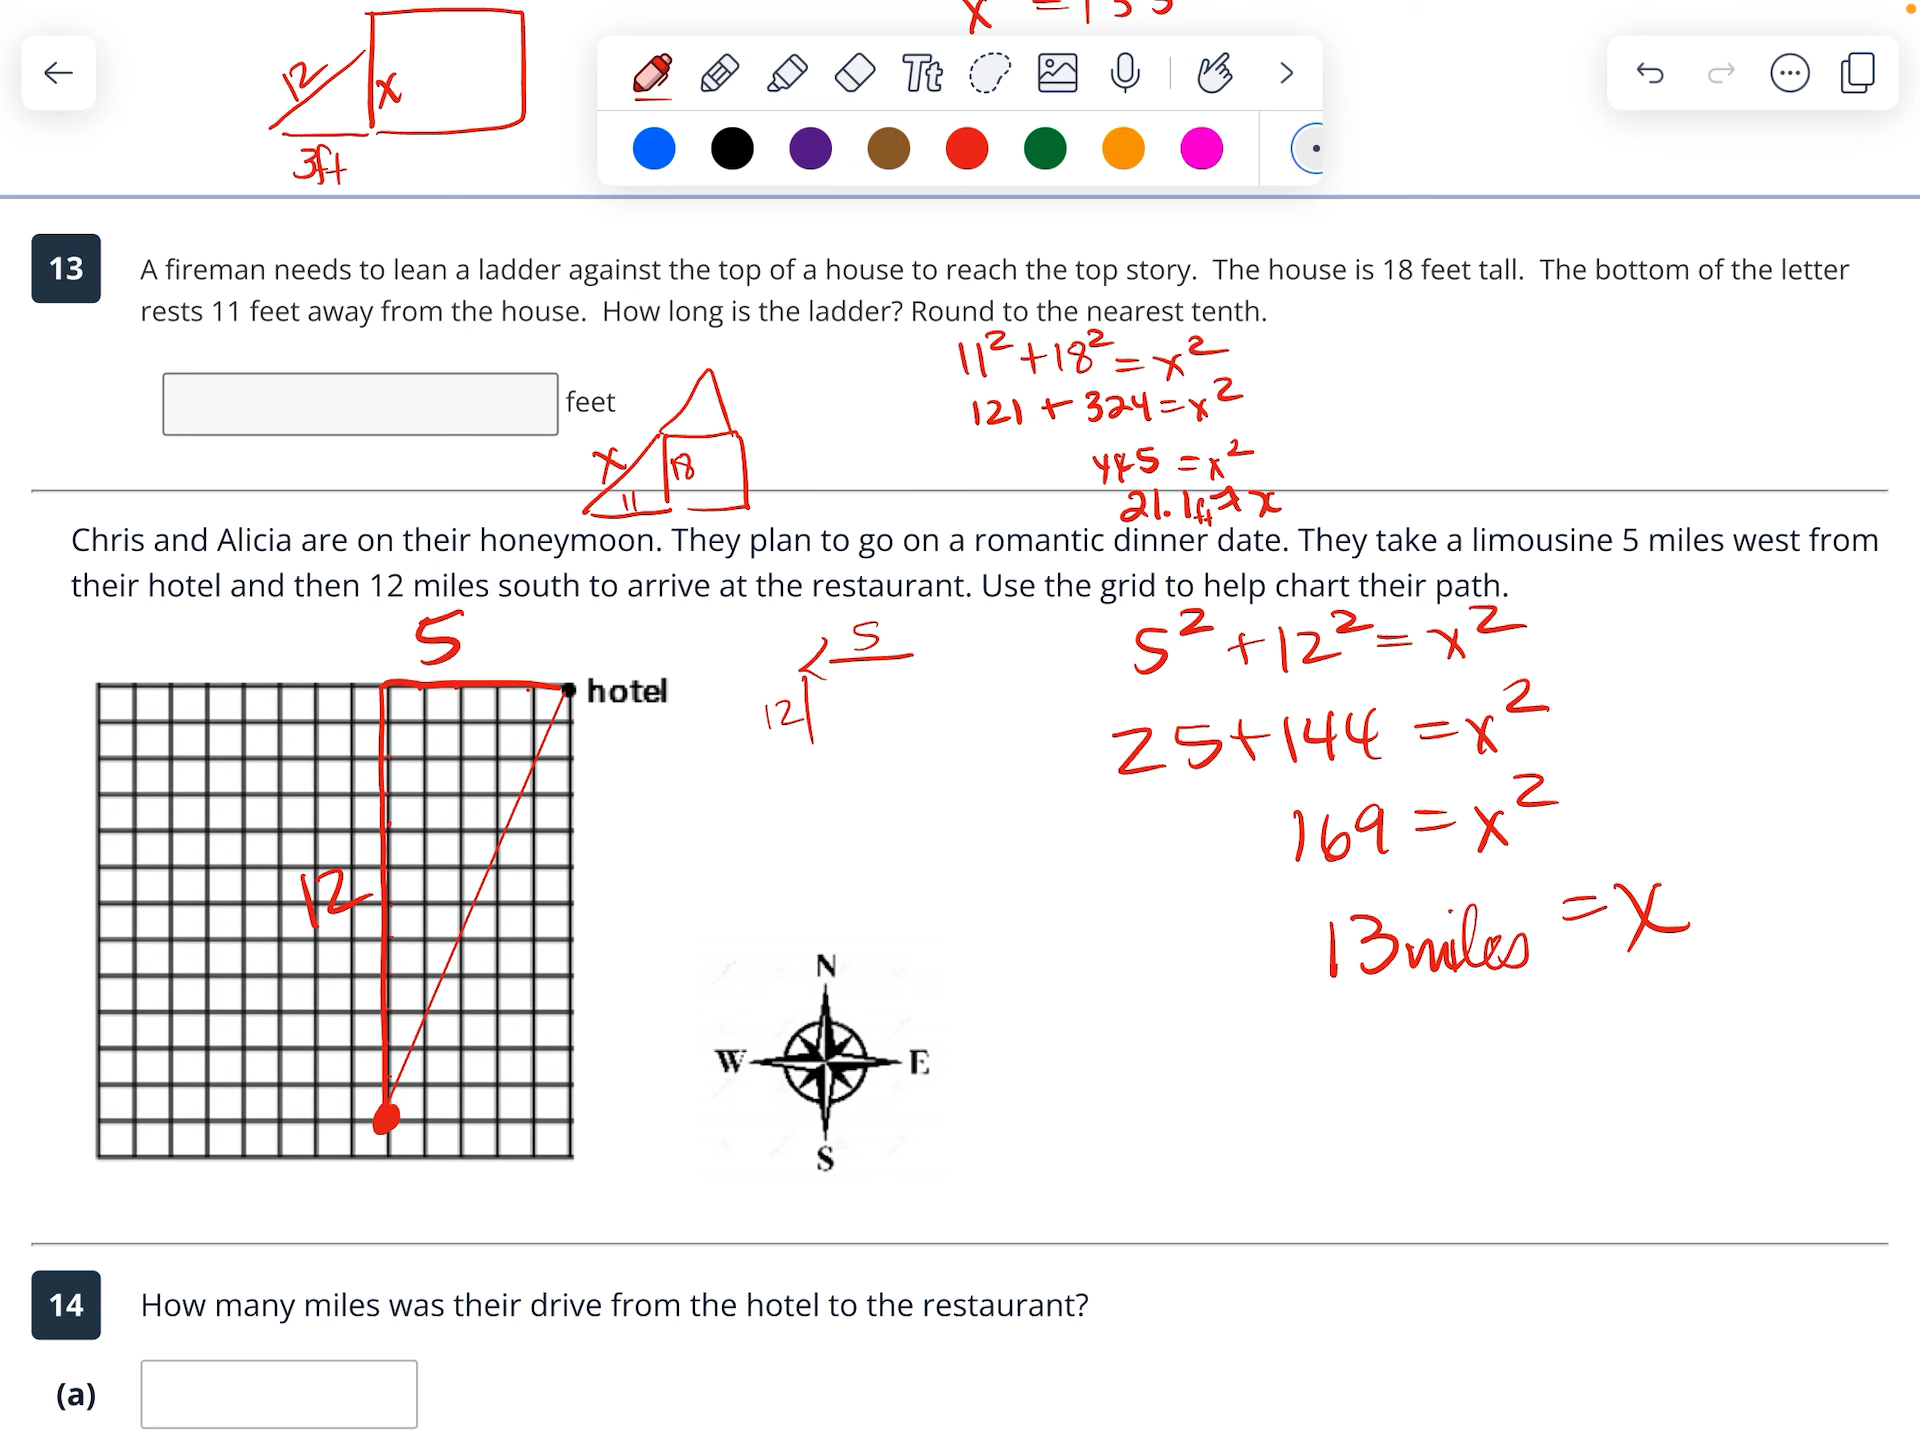 x = 135
12
x
3ft
Tt
13
A fireman needs to lean a ladder against the top of a house to reach the top story. The house is 18 feet tall. The bottom of the letter
rests 11 feet away from the house. How long is the ladder? Round to the nearest tenth.
11² + 18² = x²
121 + 324 = x²
445 = x²
21.1ft = x
feet
x
18
11
Chris and Alicia are on their honeymoon. They plan to go on a romantic dinner date. They take a limousine 5 miles west from
their hotel and then 12 miles south to arrive at the restaurant. Use the grid to help chart their path.
5
hotel
12
5
12
5² + 12² = x²
25 + 144 = x²
169 = x²
13 miles = x
N
W E
S
14
How many miles was their drive from the hotel to the restaurant?
(a)